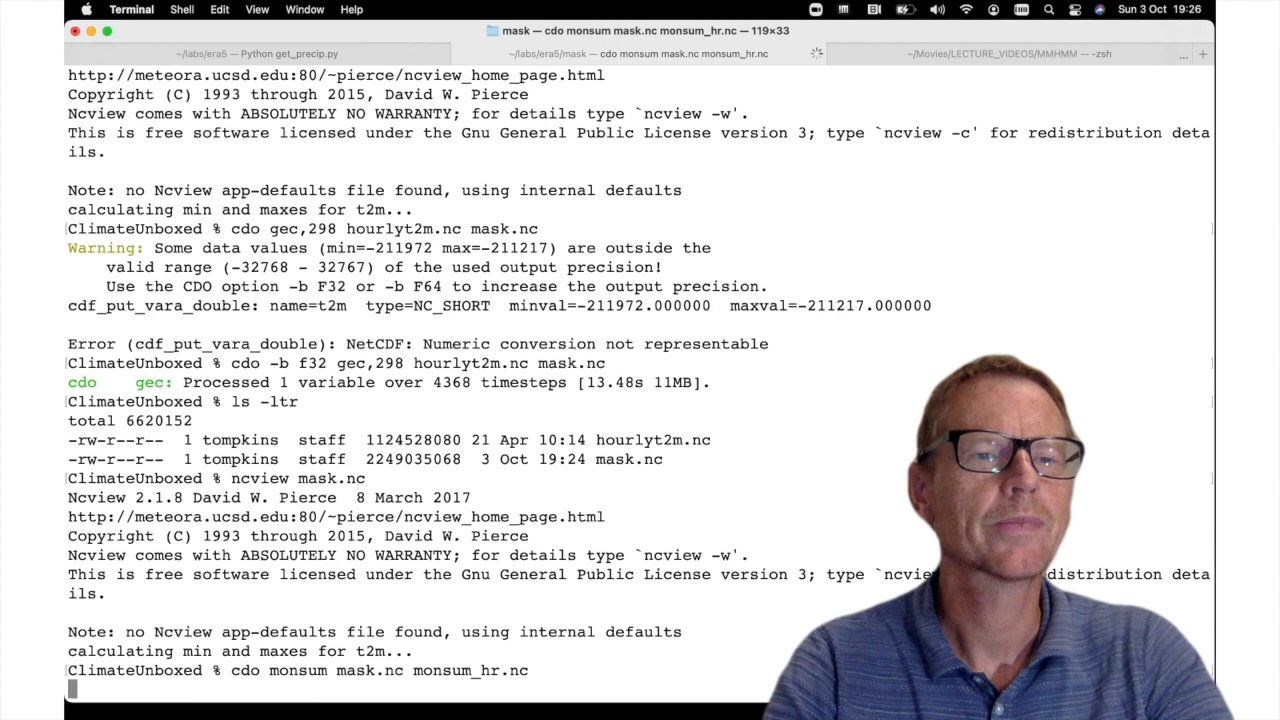 Terminal Shell Edit View Window Help Sun 3 Oct 19:26
mask — cdo monsum mask.nc monsum_hr.nc — 119×33
~/labs/era5 — Python get_precip.py
~/labs/era5/mask — cdo monsum mask.nc monsum_hr.nc
~/Movies/LECTURE_VIDEOS/MMHMM — -zsh
... +
http://meteora.ucsd.edu:80/~pierce/ncview_home_page.html
Copyright (C) 1993 through 2015, David W. Pierce
Ncview comes with ABSOLUTELY NO WARRANTY; for details type `ncview -w'.
This is free software licensed under the Gnu General Public License version 3; type `ncview -c' for redistribution deta
ils.
Note: no Ncview app-defaults file found, using internal defaults
calculating min and maxes for t2m...
[ClimateUnboxed % cdo gec,298 hourlyt2m.nc mask.nc ]
Warning: Some data values (min=-211972 max=-211217) are outside the
valid range (-32768 - 32767) of the used output precision!
Use the CDO option -b F32 or -b F64 to increase the output precision.
cdf_put_vara_double: name=t2m type=NC_SHORT minval=-211972.000000 maxval=-211217.000000
Error (cdf_put_vara_double): NetCDF: Numeric conversion not representable
[ClimateUnboxed % cdo -b f32 gec,298 hourlyt2m.nc mask.nc ]
cdo gec: Processed 1 variable over 4368 timesteps [13.48s 11MB].
[ClimateUnboxed % ls -ltr ]
total 6620152
-rw-r--r-- 1 tompkins staff 1124528080 21 Apr 10:14 hourlyt2m.nc
-rw-r--r-- 1 tompkins staff 2249035068 3 Oct 19:24 mask.nc
[ClimateUnboxed % ncview mask.nc ]
Ncview 2.1.8 David W. Pierce 8 March 2017
http://meteora.ucsd.edu:80/~pierce/ncview_home_page.html
Copyright (C) 1993 through 2015, David W. Pierce
Ncview comes with ABSOLUTELY NO WARRANTY; for details type `ncview -w'.
This is free software licensed under the Gnu General Public License version 3; type `ncview distribution deta
ils.
Note: no Ncview app-defaults file found, using internal defaults
calculating min and maxes for t2m...
[ClimateUnboxed % cdo monsum mask.nc monsum_hr.nc ]